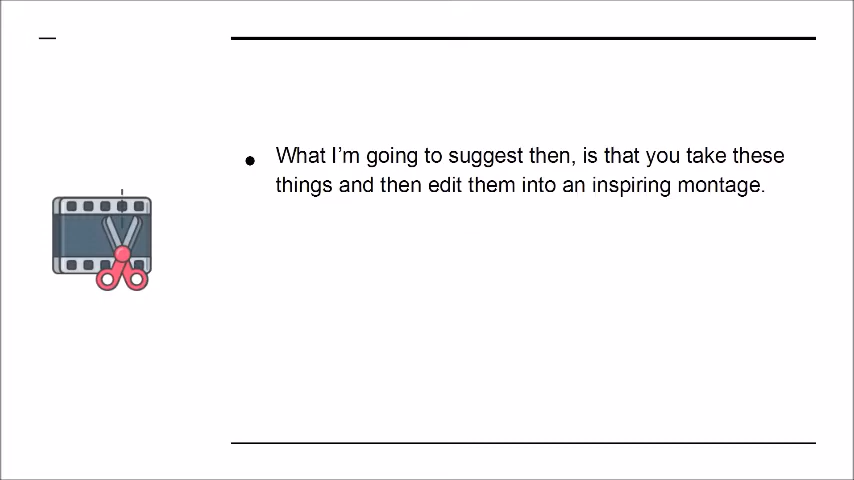 • What I’m going to suggest then, is that you take these
things and then edit them into an inspiring montage.